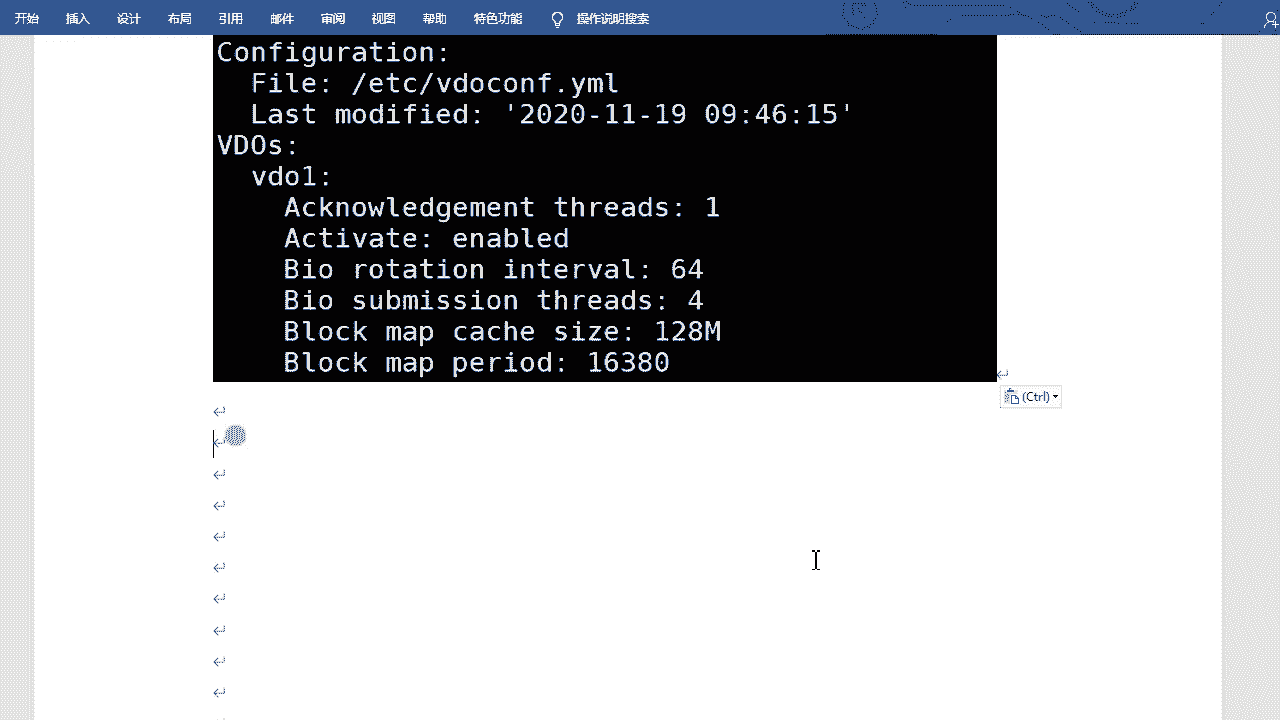 开始 插入 设计 布局 引用 邮件 审阅 视图 帮助 特色功能 操作说明搜索
Configuration:
  File: /etc/vdoconf.yml
  Last modified: '2020-11-19 09:46:15'
VDOs:
  vdo1:
    Acknowledgement threads: 1
    Activate: enabled
    Bio rotation interval: 64
    Bio submission threads: 4
    Block map cache size: 128M
    Block map period: 16380
(Ctrl)